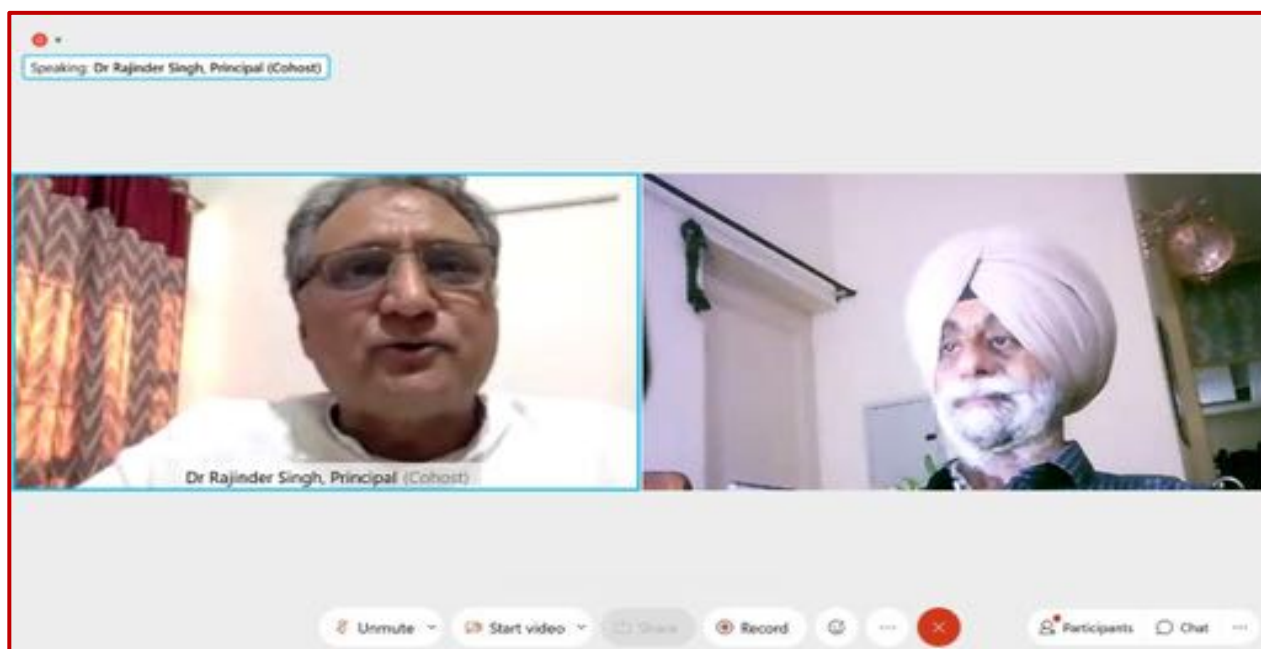 Speaking: Dr Rajinder Singh, Principal (Cohost)
Dr Rajinder Singh, Principal (Cohost)
Unmute
Start video
Share
Record
Participants
Chat